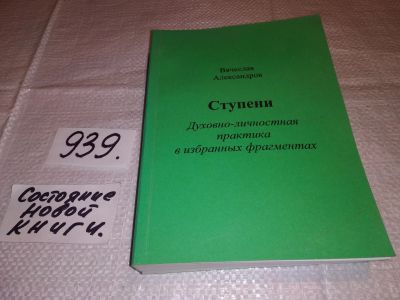 Вячеслав
Александров
Ступени
Духовно-личностная
практика
в избранных фрагментах
939.
Состояние
новой
книги.